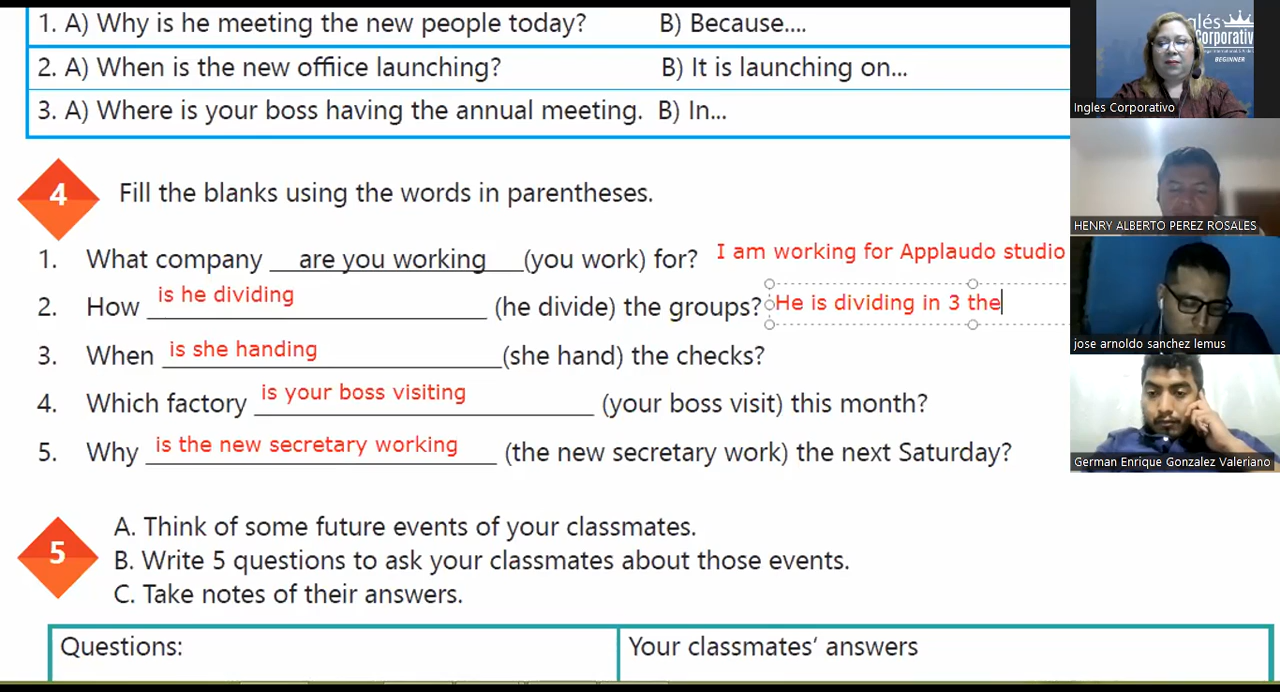 1. A) Why is he meeting the new people today? B) Because....
2. A) When is the new offiice launching? B) It is launching on...
3. A) Where is your boss having the annual meeting. B) In...
4 Fill the blanks using the words in parentheses.
1. What company __are you working__(you work) for? I am working for Applaudo studio
2. How is he dividing (he divide) the groups? He is dividing in 3 the
3. When is she handing (she hand) the checks?
4. Which factory is your boss visiting (your boss visit) this month?
5. Why is the new secretary working (the new secretary work) the next Saturday?
5
A. Think of some future events of your classmates.
B. Write 5 questions to ask your classmates about those events.
C. Take notes of their answers.
Questions: Your classmates' answers
BEGINNER
Ingles Corporativo
HENRY ALBERTO PEREZ ROSALES
jose arnoldo sanchez lemus
German Enrique Gonzalez Valeriano